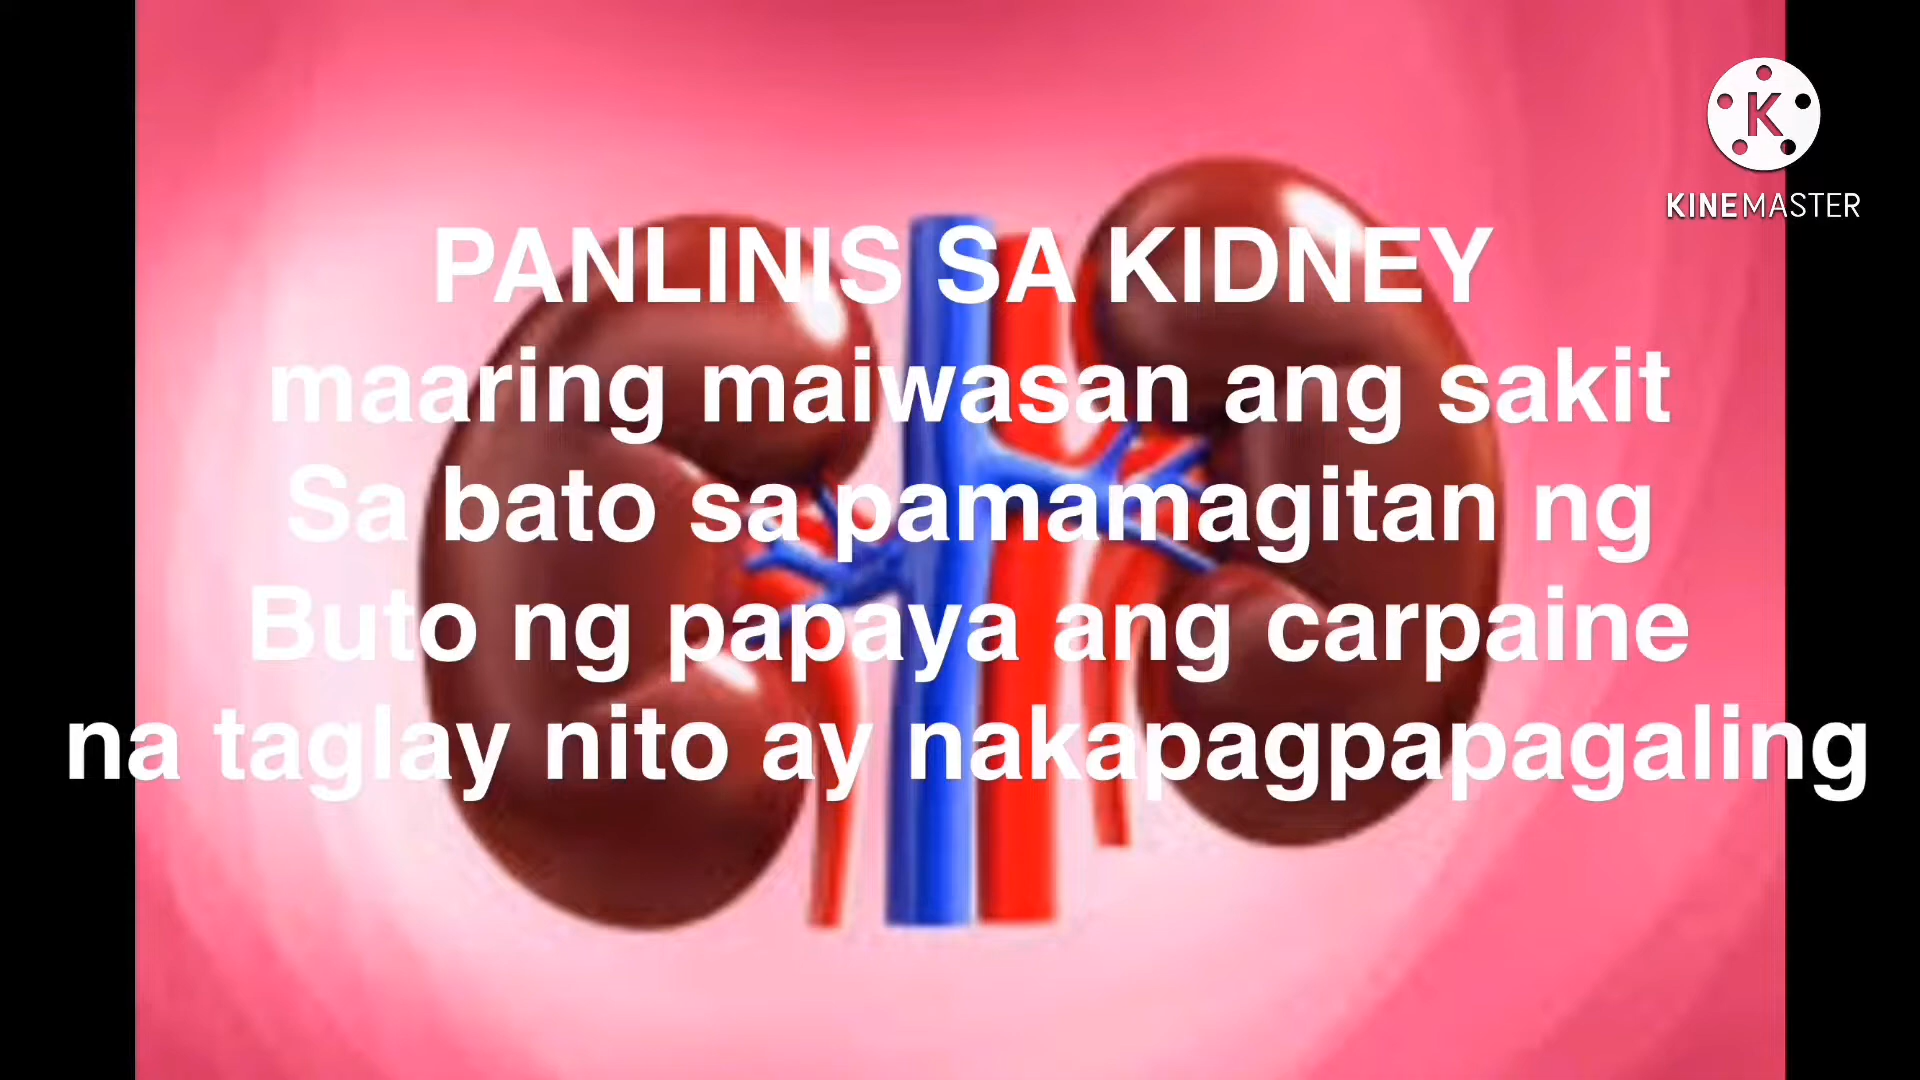 KINEMASTER
PANLINIS SA KIDNEY
maaring maiwasan ang sakit
Sa bato sa pamamagitan ng
Buto ng papaya ang carpaine
na taglay nito ay nakapagpapagaling